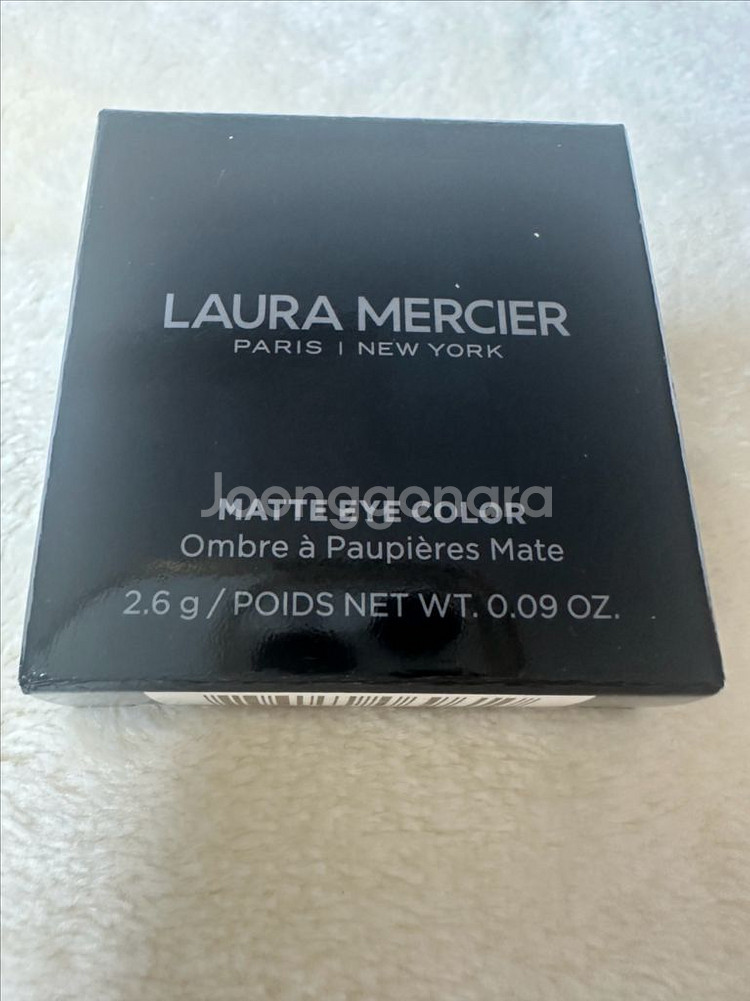 LAURA MERCIER
PARIS | NEW YORK
Joonggonara
MATTE EYE COLOR
Ombre à Paupières Mate
2.6 g / POIDS NET WT. 0.09 OZ.